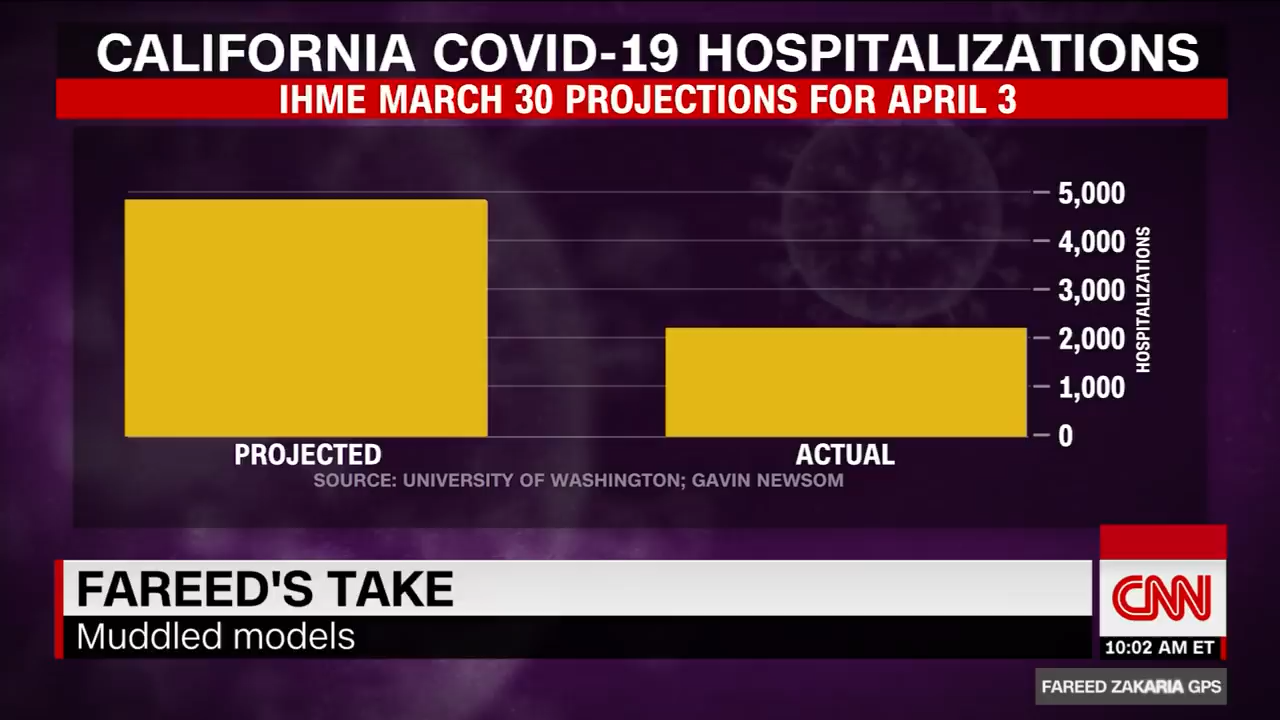 CALIFORNIA COVID-19 HOSPITALIZATIONS
IHME MARCH 30 PROJECTIONS FOR APRIL 3
5,000
4,000
3,000
2,000
1,000
0
HOSPITALIZATIONS
PROJECTED
ACTUAL
SOURCE: UNIVERSITY OF WASHINGTON; GAVIN NEWSOM
FAREED'S TAKE
Muddled models
CNN
10:02 AM ET
FAREED ZAKARIA GPS